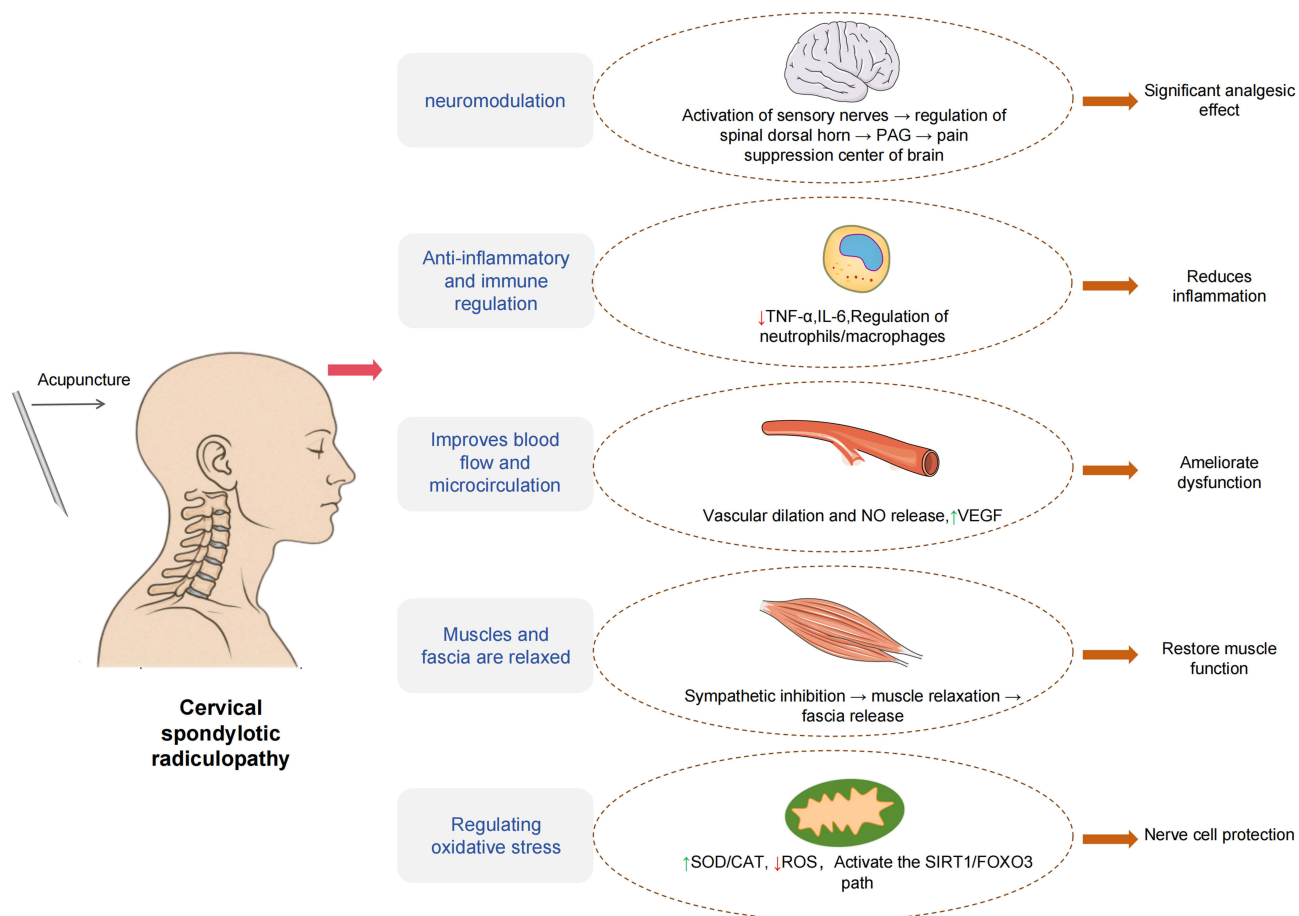 neuromodulation
Activation of sensory nerves → regulation of
spinal dorsal horn → PAG → pain
suppression center of brain
Significant analgesic
effect
Anti-inflammatory
and immune
regulation
↓TNF-α,IL-6,Regulation of
neutrophils/macrophages
Reduces
inflammation
Acupuncture
Improves blood
flow and
microcirculation
Vascular dilation and NO release,↑VEGF
Ameliorate
dysfunction
Muscles and
fascia are relaxed
Sympathetic inhibition → muscle relaxation →
fascia release
Restore muscle
function
Cervical
spondylotic
radiculopathy
Regulating
oxidative stress
↑SOD/CAT, ↓ROS, Activate the SIRT1/FOXO3
path
Nerve cell protection